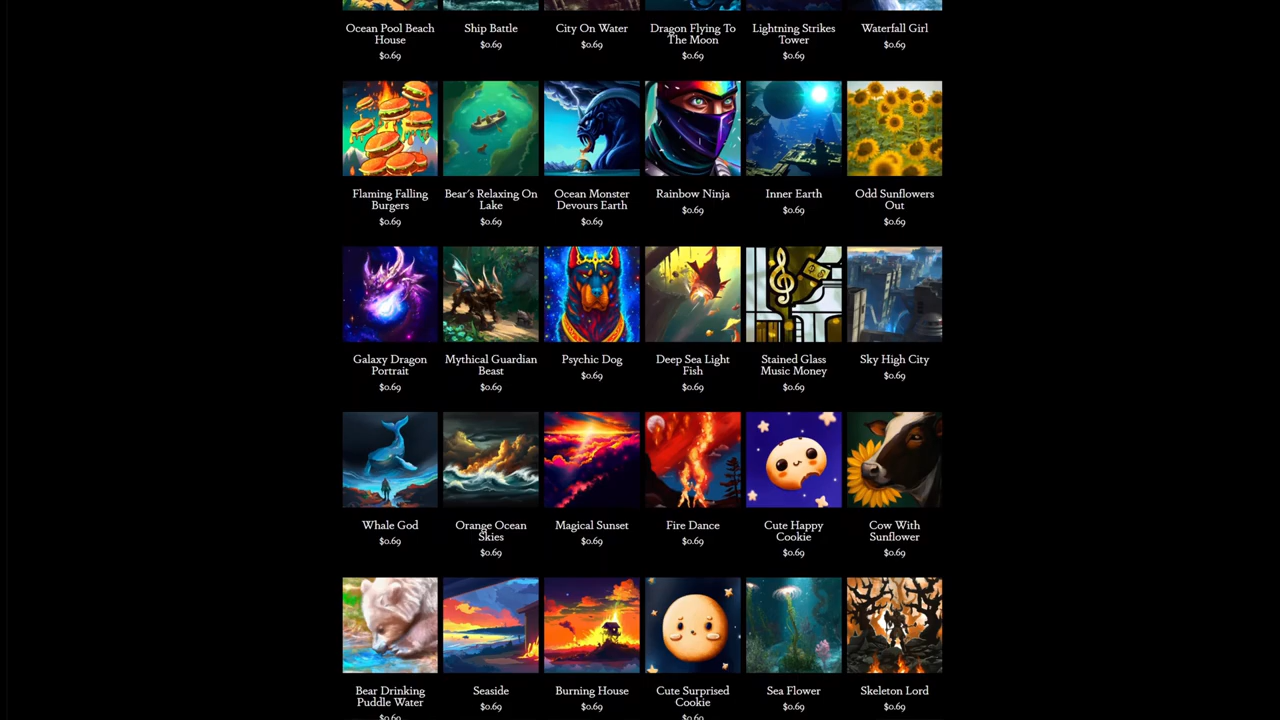 Ocean Pool Beach House
$0.69
Ship Battle
$0.69
City On Water
$0.69
Dragon Flying To The Moon
$0.69
Lightning Strikes Tower
$0.69
Waterfall Girl
$0.69
Flaming Falling Burgers
$0.69
Bear's Relaxing On Lake
$0.69
Ocean Monster Devours Earth
$0.69
Rainbow Ninja
$0.69
Inner Earth
$0.69
Odd Sunflowers Out
$0.69
Galaxy Dragon Portrait
$0.69
Mythical Guardian Beast
$0.69
Psychic Dog
$0.69
Deep Sea Light Fish
$0.69
Stained Glass Music Money
$0.69
Sky High City
$0.69
Whale God
$0.69
Orange Ocean Skies
$0.69
Magical Sunset
$0.69
Fire Dance
$0.69
Cute Happy Cookie
$0.69
Cow With Sunflower
$0.69
Bear Drinking Puddle Water
$0.69
Seaside
$0.69
Burning House
$0.69
Cute Surprised Cookie
$0.69
Sea Flower
$0.69
Skeleton Lord
$0.69